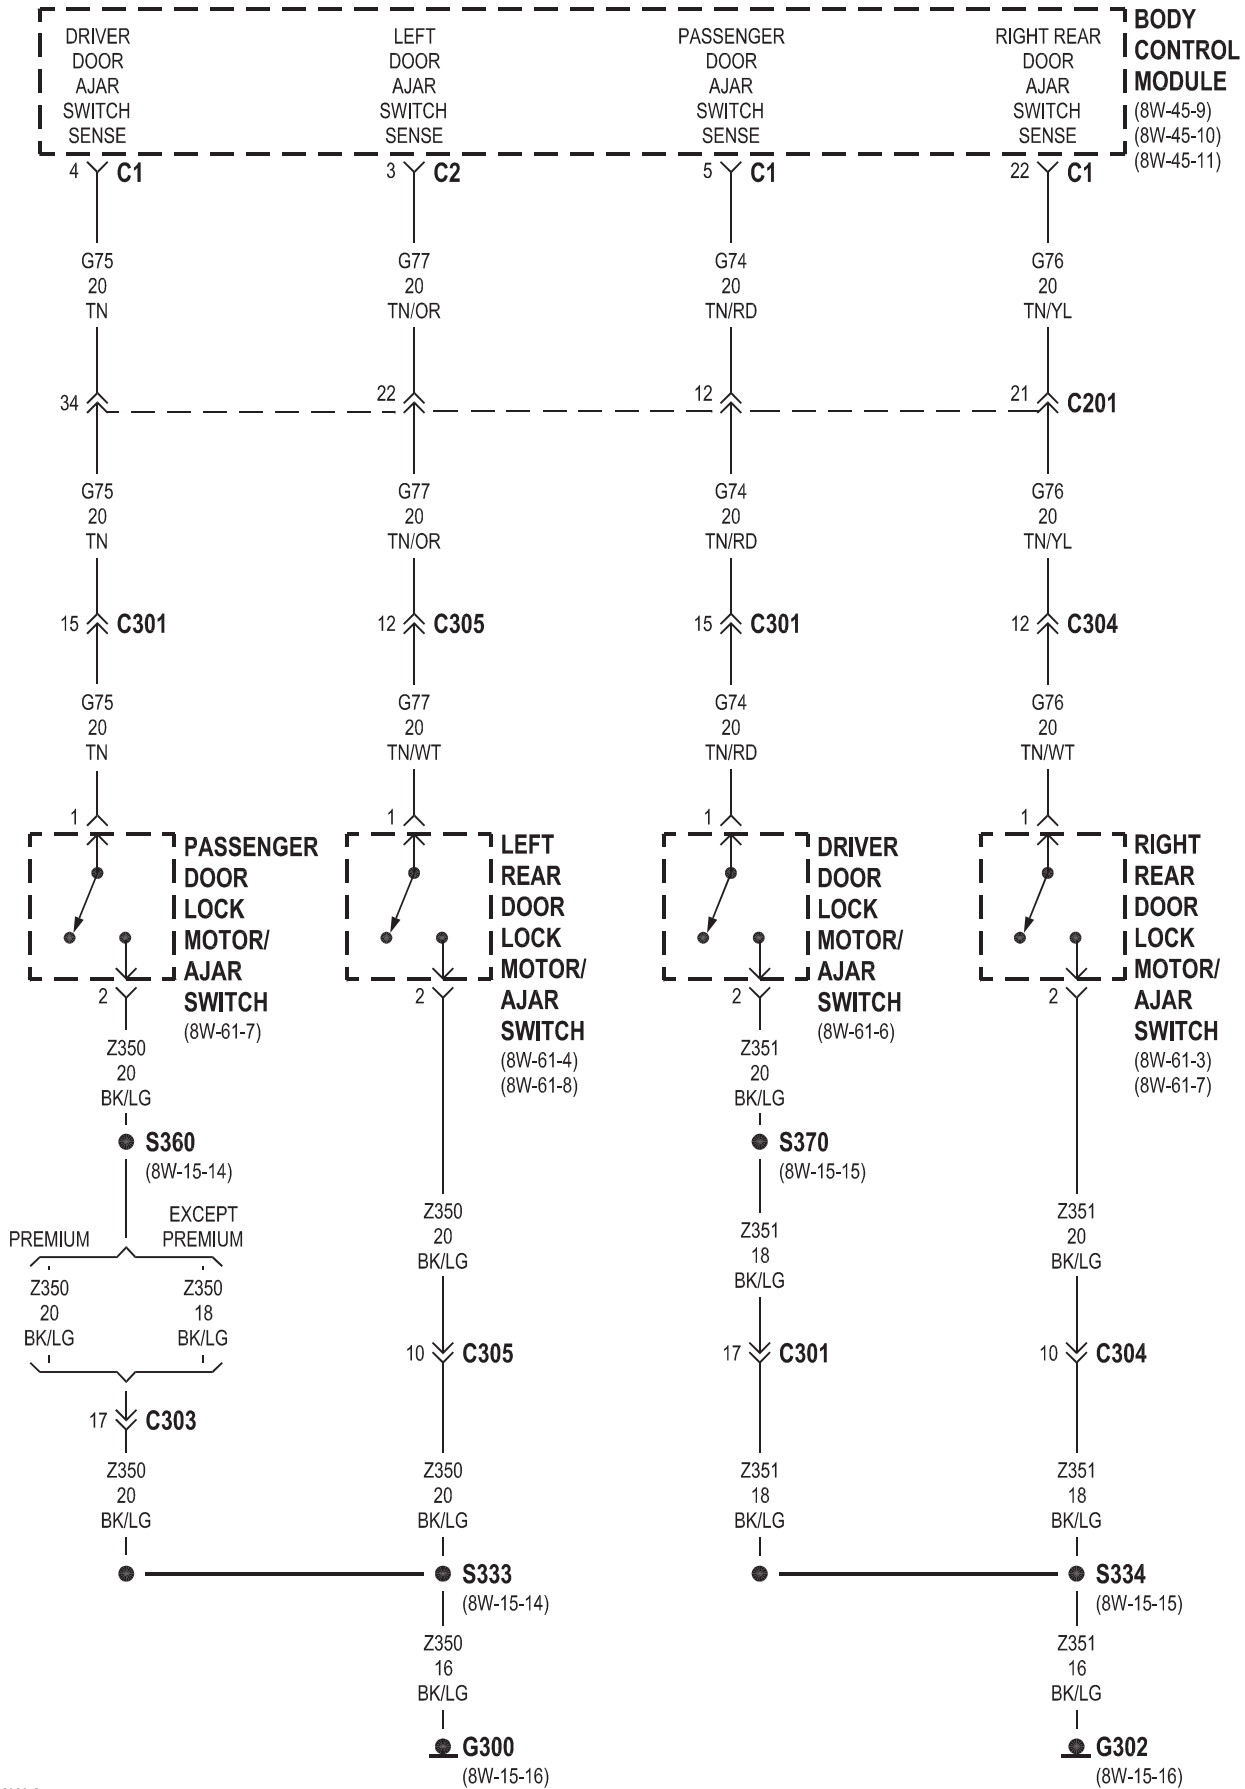 DRIVER
DOOR
AJAR
SWITCH
SENSE
LEFT
DOOR
AJAR
SWITCH
SENSE
PASSENGER
DOOR
AJAR
SWITCH
SENSE
RIGHT REAR
DOOR
AJAR
SWITCH
SENSE
BODY
CONTROL
MODULE
(8W-45-9)
(8W-45-10)
(8W-45-11)
4 C1
3 C2
5 C1
22 C1
G75
20
TN
G77
20
TN/OR
G74
20
TN/RD
G76
20
TN/YL
34
22
12
21 C201
G75
20
TN
G77
20
TN/OR
G74
20
TN/RD
G76
20
TN/YL
15 C301
12 C305
15 C301
12 C304
G75
20
TN
G77
20
TN/WT
G74
20
TN/RD
G76
20
TN/WT
1
1
1
1
PASSENGER
DOOR
LOCK
MOTOR/
AJAR
SWITCH
(8W-61-7)
LEFT
REAR
DOOR
LOCK
MOTOR/
AJAR
SWITCH
(8W-61-4)
(8W-61-8)
DRIVER
DOOR
LOCK
MOTOR/
AJAR
SWITCH
(8W-61-6)
RIGHT
REAR
DOOR
LOCK
MOTOR/
AJAR
SWITCH
(8W-61-3)
(8W-61-7)
2
2
2
2
Z350
20
BK/LG
Z351
20
BK/LG
S360
(8W-15-14)
S370
(8W-15-15)
PREMIUM
EXCEPT
PREMIUM
Z350
20
BK/LG
Z350
18
BK/LG
Z350
20
BK/LG
Z351
18
BK/LG
Z351
20
BK/LG
10 C305
17 C301
10 C304
17 C303
Z350
20
BK/LG
Z350
20
BK/LG
Z351
18
BK/LG
Z351
18
BK/LG
S333
(8W-15-14)
S334
(8W-15-15)
Z350
16
BK/LG
Z351
16
BK/LG
G300
(8W-15-16)
G302
(8W-15-16)